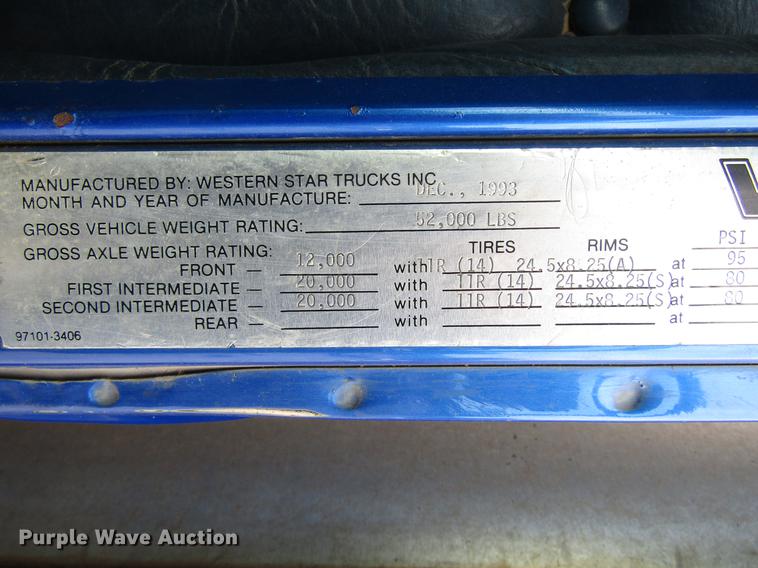 MANUFACTURED BY: WESTERN STAR TRUCKS INC.
MONTH AND YEAR OF MANUFACTURE: DEC., 1993
GROSS VEHICLE WEIGHT RATING: 52,000 LBS
GROSS AXLE WEIGHT RATING: TIRES RIMS PSI
FRONT — 12,000 with 11R (14) 24.5x8.25(A) at 95
FIRST INTERMEDIATE — 20,000 with 11R (14) 24.5x8.25(S) at 80
SECOND INTERMEDIATE — 20,000 with 11R (14) 24.5x8.25(S) at 80
REAR — with at
97101-3406
Purple Wave Auction